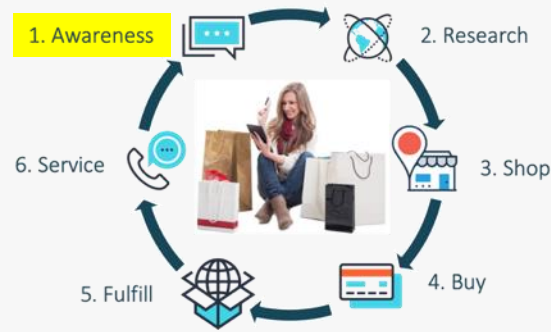 1. Awareness
2. Research
3. Shop
4. Buy
5. Fulfill
6. Service